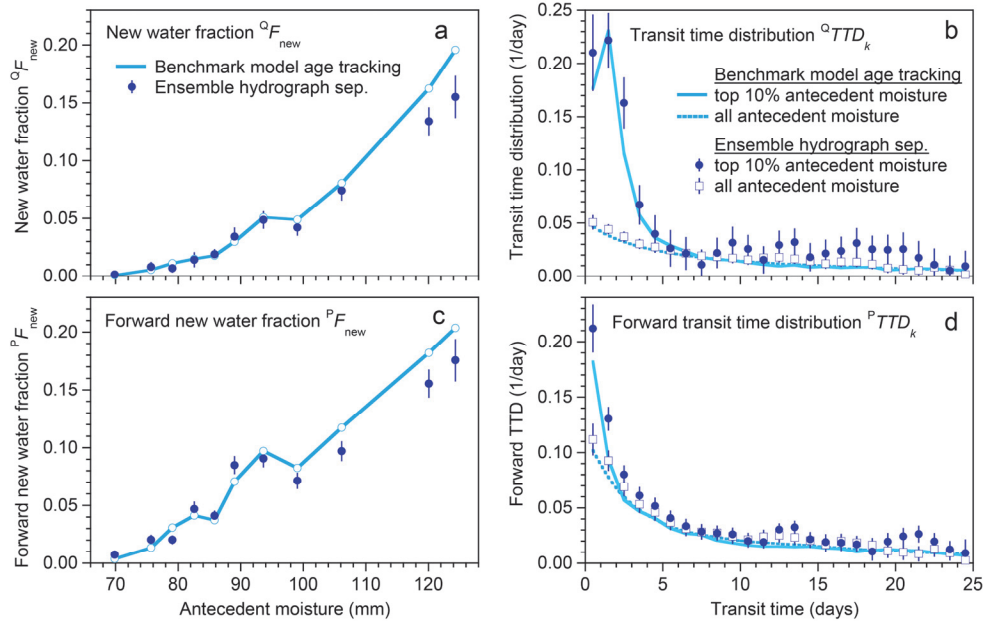 New water fraction QFnew
a
Benchmark model age tracking
Ensemble hydrograph sep.
New water fraction QFnew
0.20
0.15
0.10
0.05
0.00
Transit time distribution QTTDk
b
Benchmark model age tracking
top 10% antecedent moisture
all antecedent moisture
Ensemble hydrograph sep.
top 10% antecedent moisture
all antecedent moisture
Transit time distribution (1/day)
0.25
0.20
0.15
0.10
0.05
0.00
Forward new water fraction PFnew
c
Forward new water fraction PFnew
0.20
0.15
0.10
0.05
0.00
70 80 90 100 110 120
Antecedent moisture (mm)
Forward transit time distribution PTTDk
d
Forward TTD (1/day)
0.20
0.15
0.10
0.05
0.00
0 5 10 15 20 25
Transit time (days)